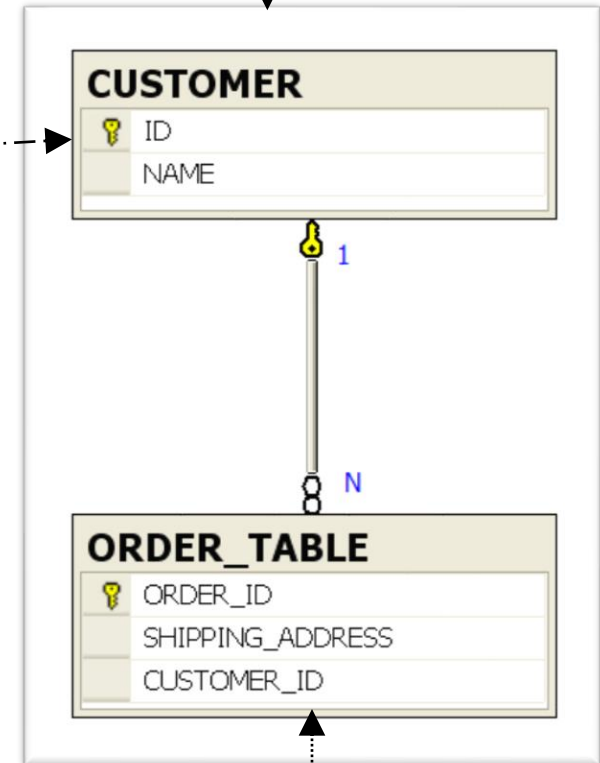 CUSTOMER
ID
NAME
1
N
ORDER_TABLE
ORDER_ID
SHIPPING_ADDRESS
CUSTOMER_ID